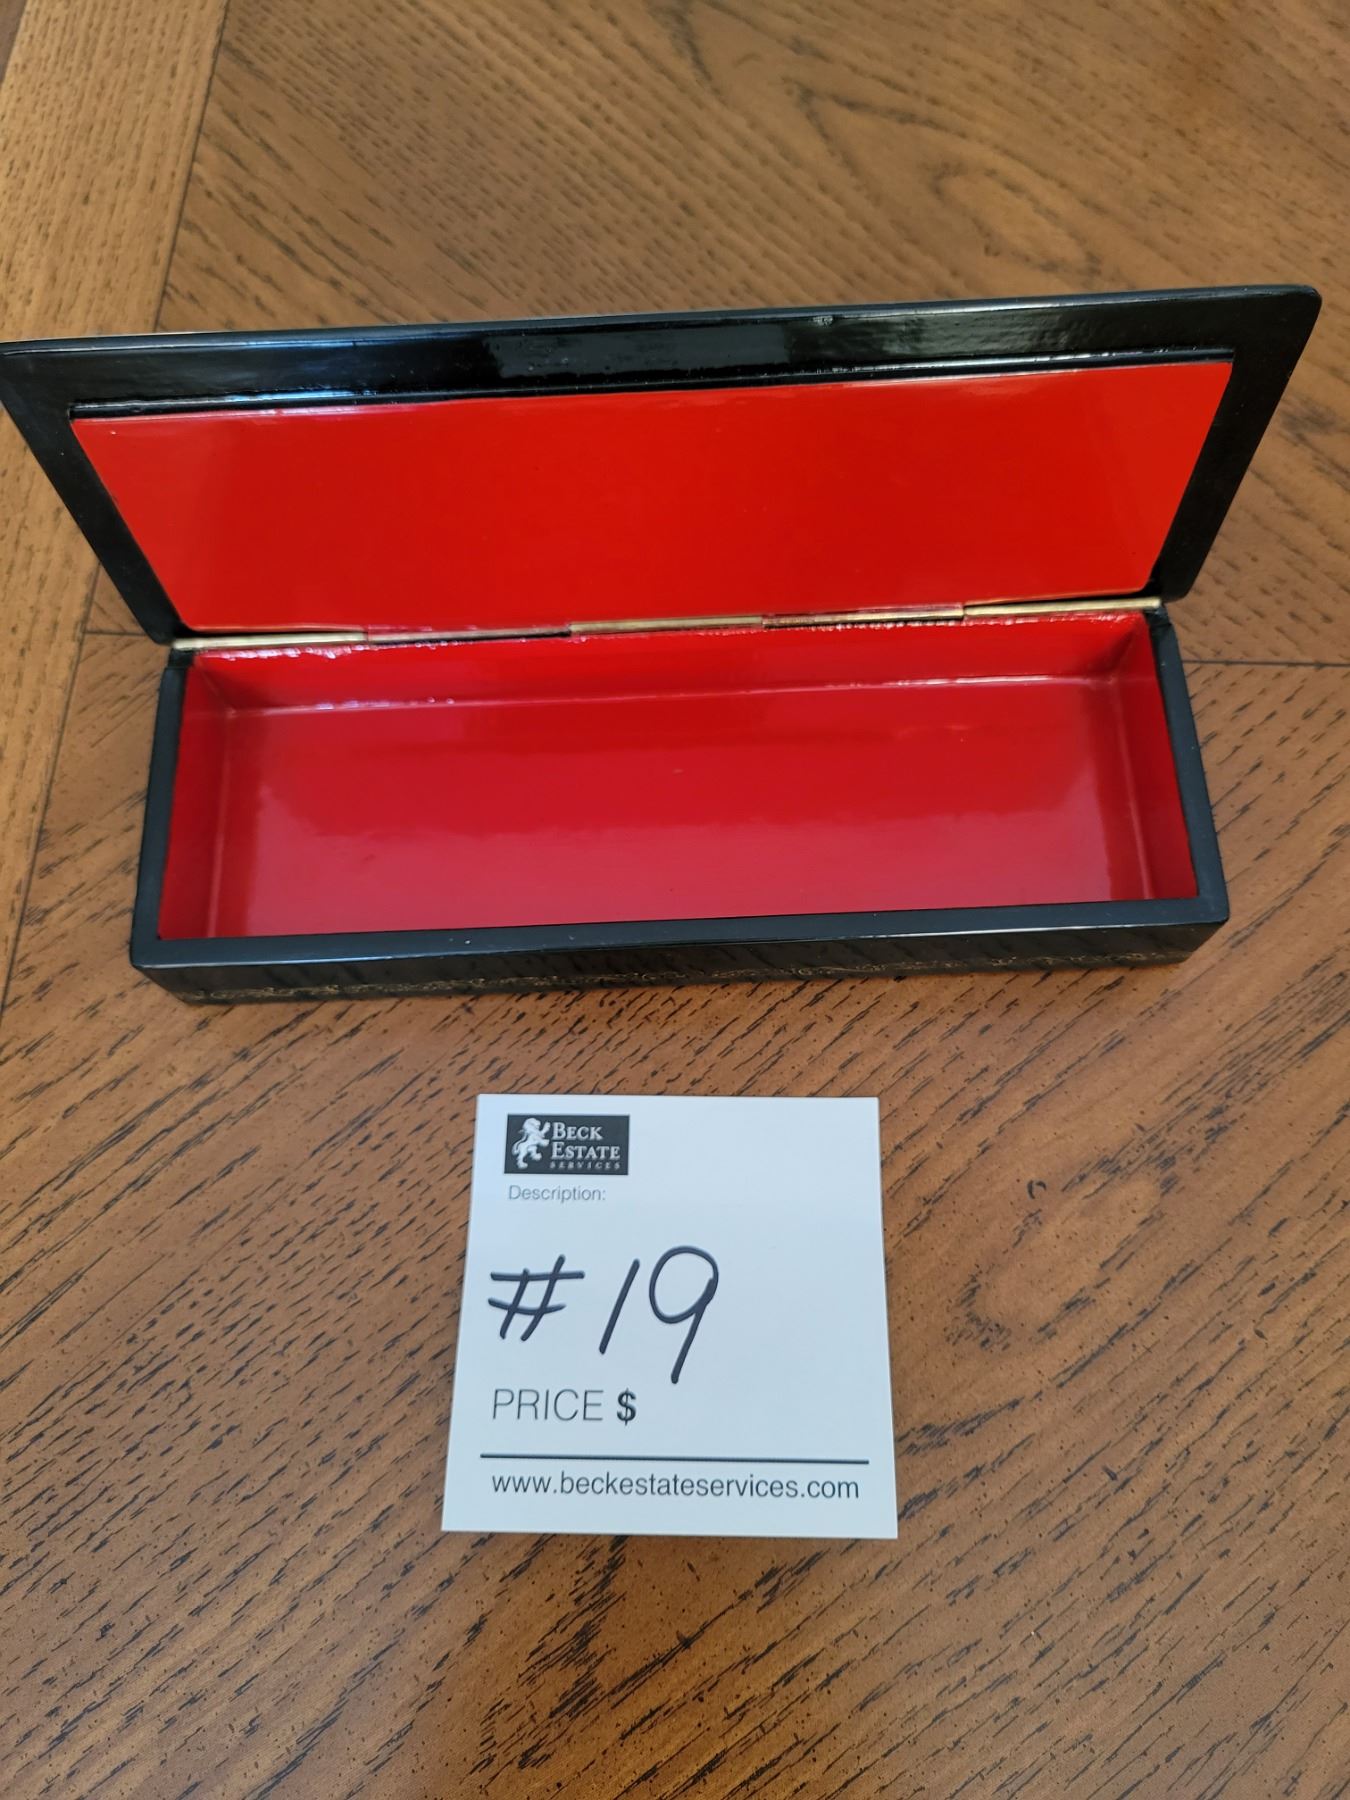 BECK
ESTATE
SERVICES
Description:
#19
PRICE $
www.beckestateservices.com